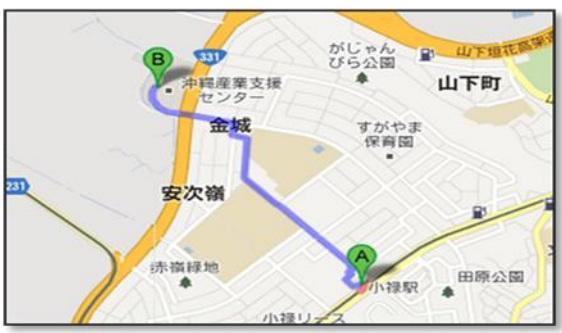 がじゃん
びら公園
山下垣花高架道
331
B
沖縄産業支援
センター
山下町
金城
すがやま
保育園
231
安次嶺
A
赤嶺緑地
小禄駅
田原公園
小禄リース